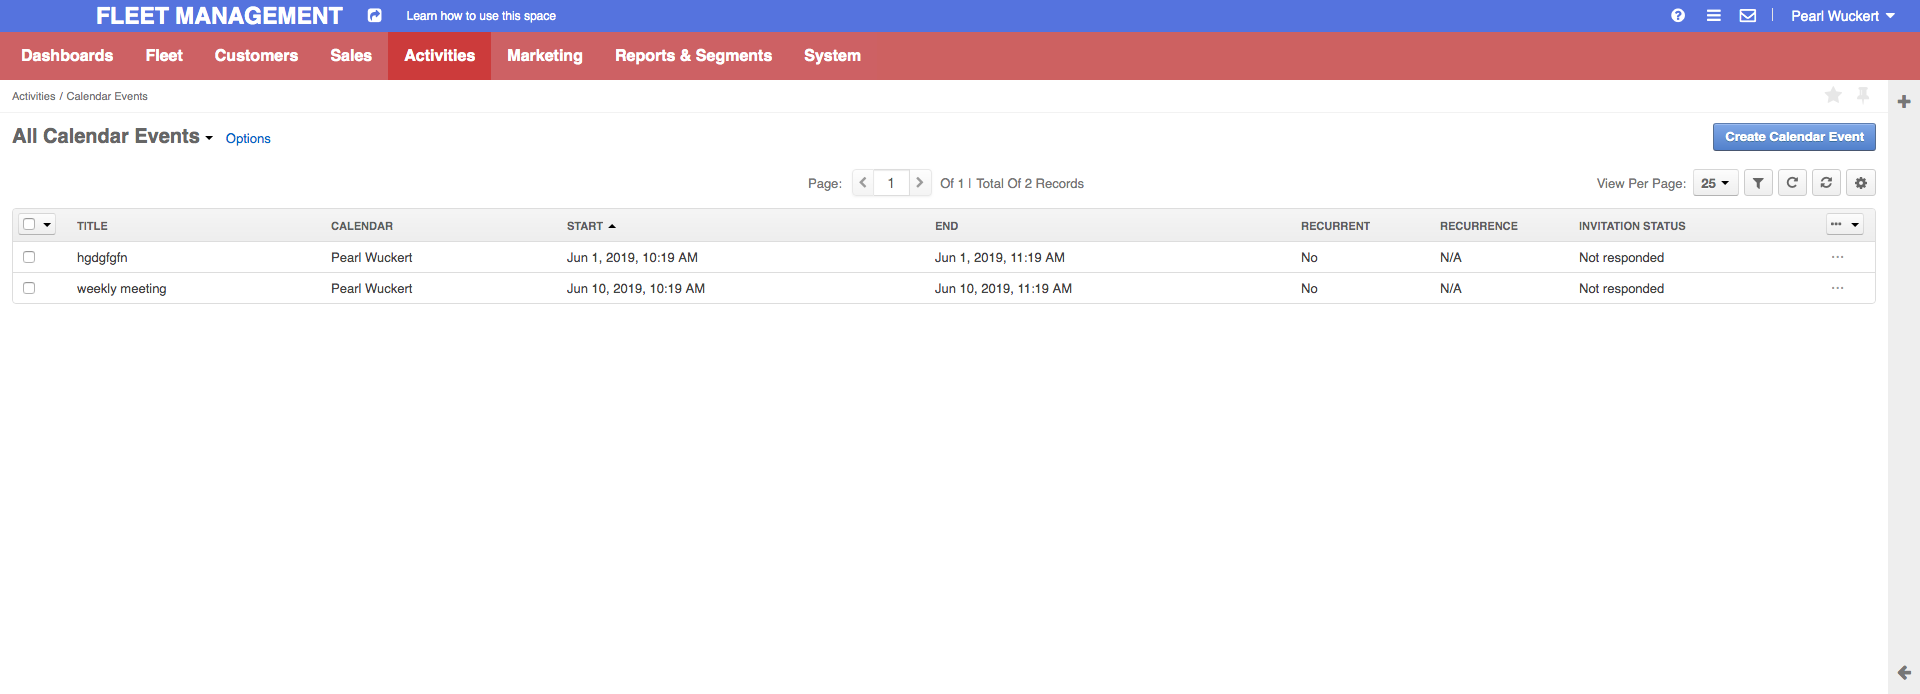 FLEET MANAGEMENT Learn how to use this space Pearl Wuckert
Dashboards Fleet Customers Sales Activities Marketing Reports & Segments System
Activities / Calendar Events
All Calendar Events Options Create Calendar Event
Page: 1 Of 1 | Total Of 2 Records View Per Page: 25
TITLE CALENDAR START END RECURRENT RECURRENCE INVITATION STATUS
hgdgfgfn Pearl Wuckert Jun 1, 2019, 10:19 AM Jun 1, 2019, 11:19 AM No N/A Not responded
weekly meeting Pearl Wuckert Jun 10, 2019, 10:19 AM Jun 10, 2019, 11:19 AM No N/A Not responded